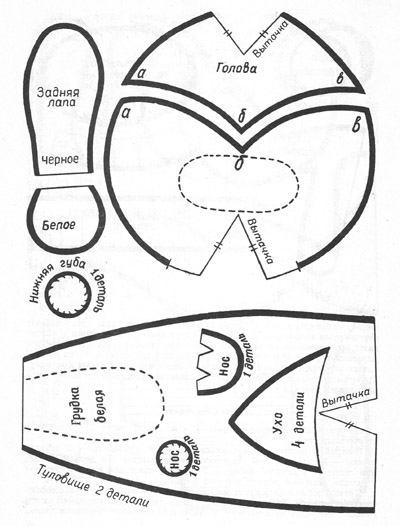 Вытачка
а
Голова
в
б
Задняя
лапа
Черное
Белое
а
в
б
Вытачка
Нижняя губа 1 деталь
Нос
1 деталь
Грудка
белая
Ухо
4 детали
Вытачка
Нос
1 деталь
Туловище 2 детали